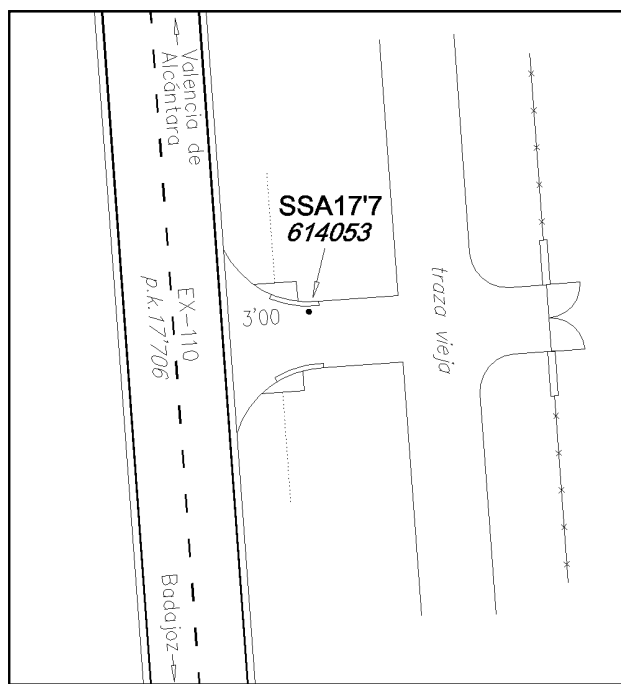 ← Valencia de
Alcántara
SSA17'7
614053
EX-110
p.k.17'706
3'00
traza vieja
Badajoz→